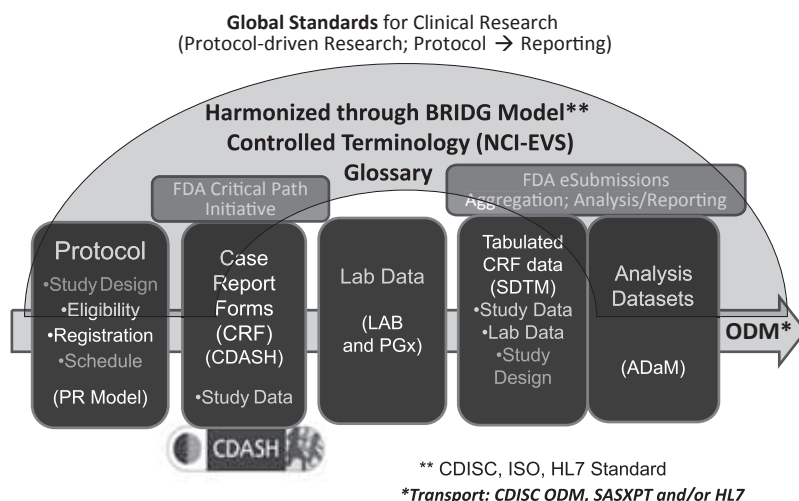 Global Standards for Clinical Research
(Protocol-driven Research; Protocol → Reporting)
Harmonized through BRIDG Model**
Controlled Terminology (NCI-EVS)
Glossary
FDA Critical Path
Initiative
FDA eSubmissions
Aggregation; Analysis/Reporting
Protocol
•Study Design
•Eligibility
•Registration
•Schedule
(PR Model)
Case
Report
Forms
(CRF)
(CDASH)
•Study Data
Lab Data
(LAB
and PGx)
Tabulated
CRF data
(SDTM)
•Study Data
•Lab Data
•Study
Design
Analysis
Datasets
(ADaM)
ODM*
CDASH
** CDISC, ISO, HL7 Standard
*Transport: CDISC ODM, SASXPT and/or HL7